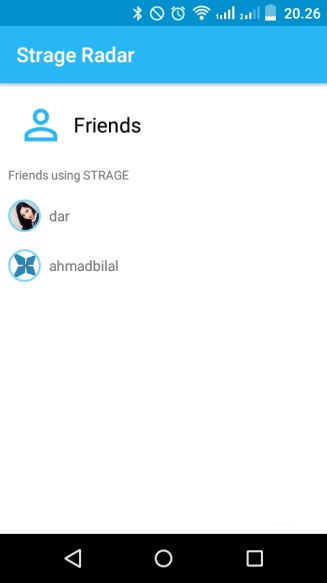 20.26
Strage Radar
Friends
Friends using STRAGE
dar
ahmadbilal